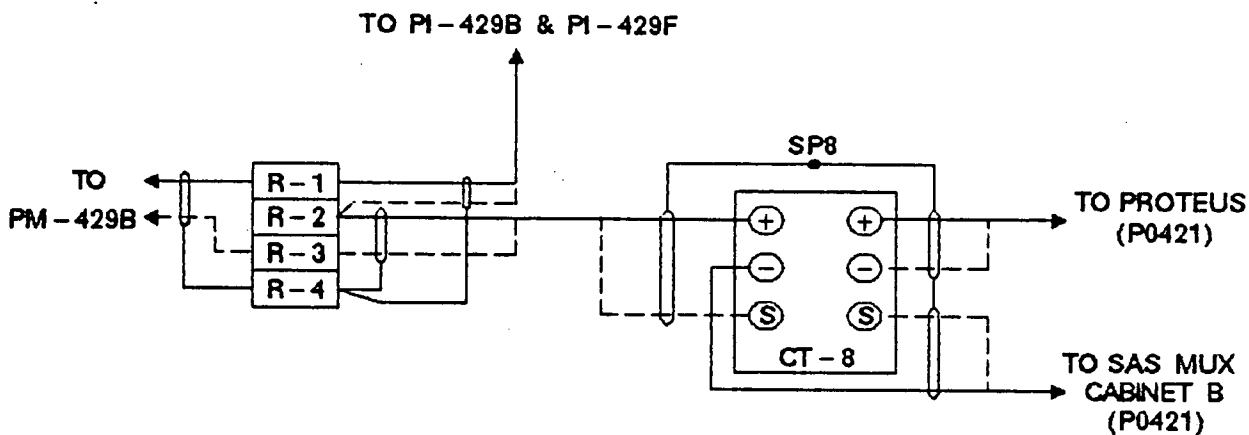 TO PI-429B & PI-429F
SP8
TO
PM-429B
R-1
R-2
R-3
R-4
+
+
-
-
S
S
CT-8
TO PROTEUS
(P0421)
TO SAS MUX
CABINET B
(P0421)